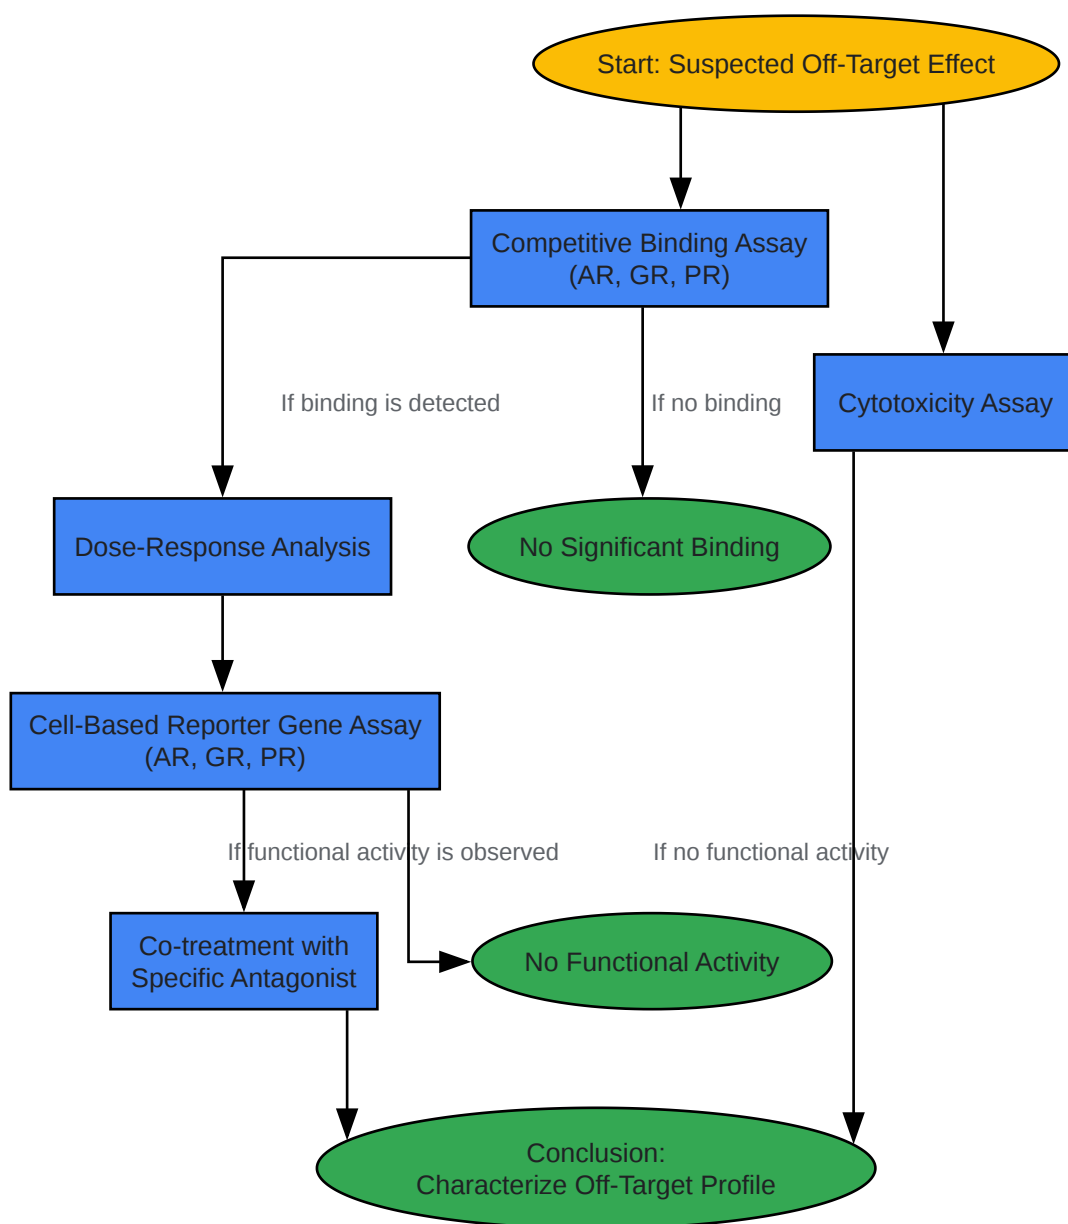 Start: Suspected Off-Target Effect
Competitive Binding Assay
(AR, GR, PR)
If binding is detected
If no binding
Cytotoxicity Assay
Dose-Response Analysis
No Significant Binding
Cell-Based Reporter Gene Assay
(AR, GR, PR)
If functional activity is observed
If no functional activity
Co-treatment with
Specific Antagonist
No Functional Activity
Conclusion:
Characterize Off-Target Profile